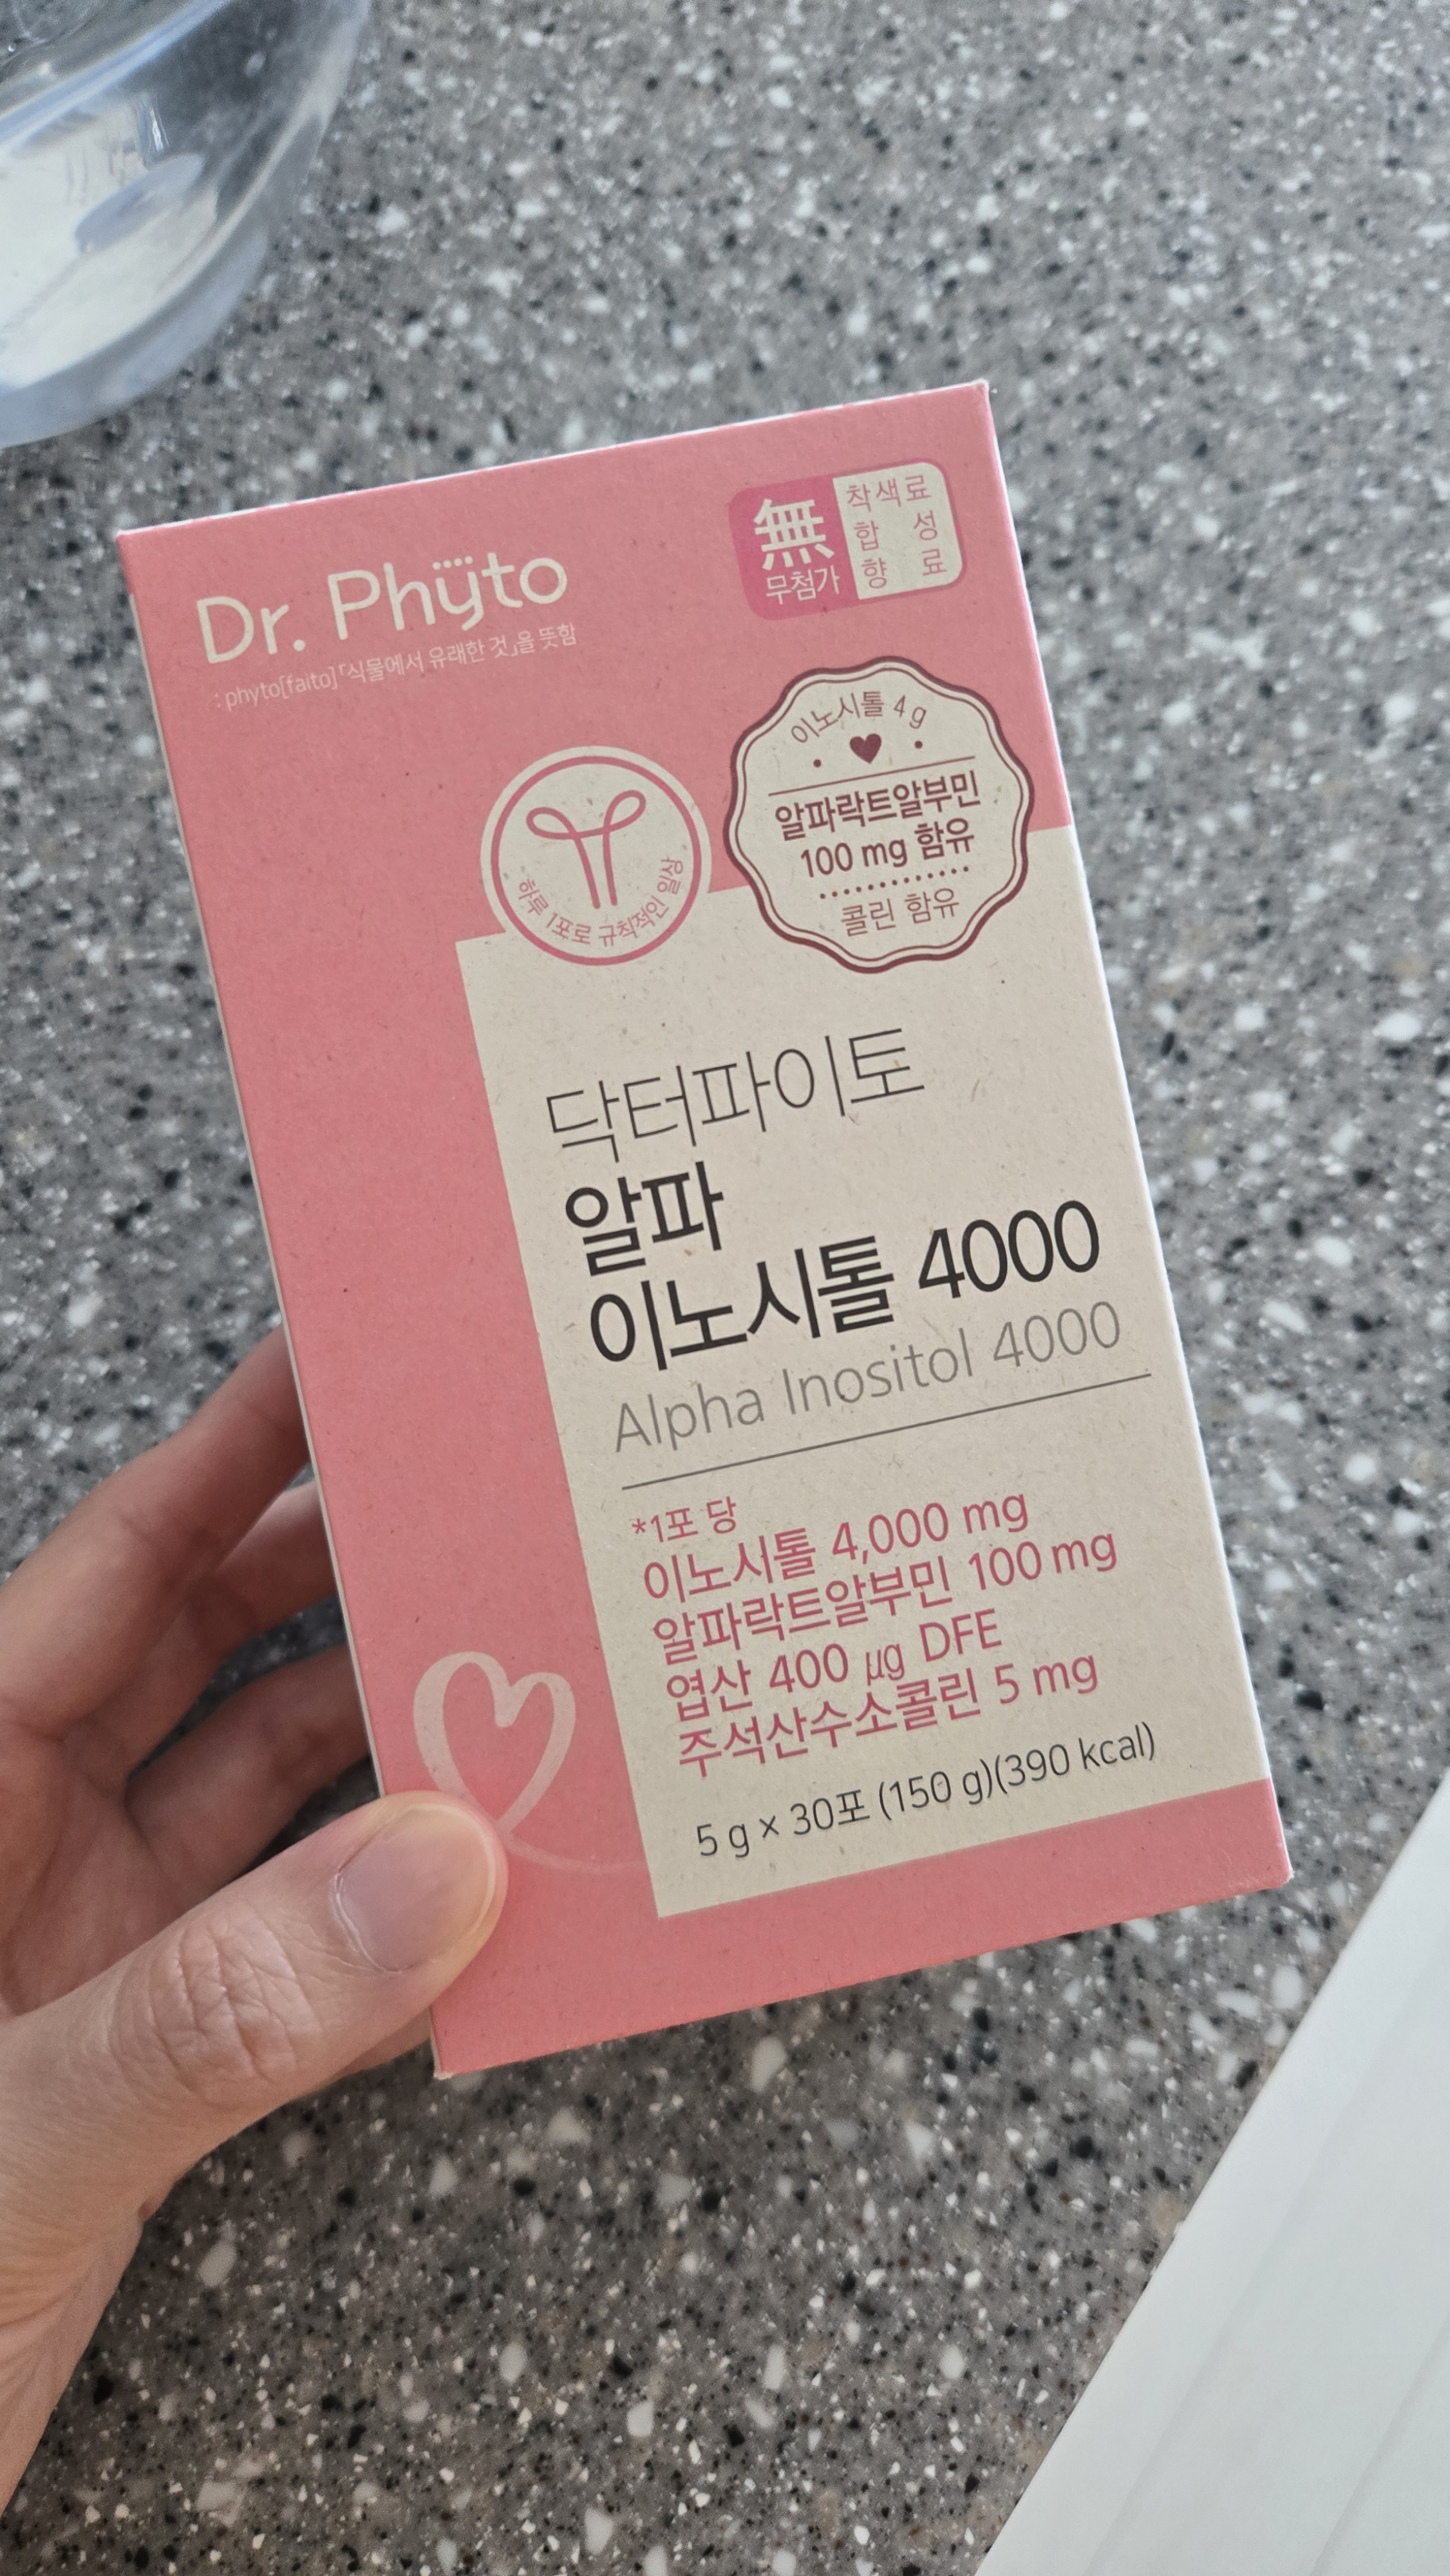 Dr. Phÿto
: phyto[faito]「식물에서 유래한 것」을 뜻함
無
무첨가
착색료
합성
향료
하루 1포로 규칙적인 일상
이노시톨 4 g
알파락트알부민
100 mg 함유
콜린 함유
닥터파이토
알파
이노시톨 4000
Alpha Inositol 4000
*1포 당
이노시톨 4,000 mg
알파락트알부민 100 mg
엽산 400 μg DFE
주석산수소콜린 5 mg
5 g × 30포 (150 g)(390 kcal)